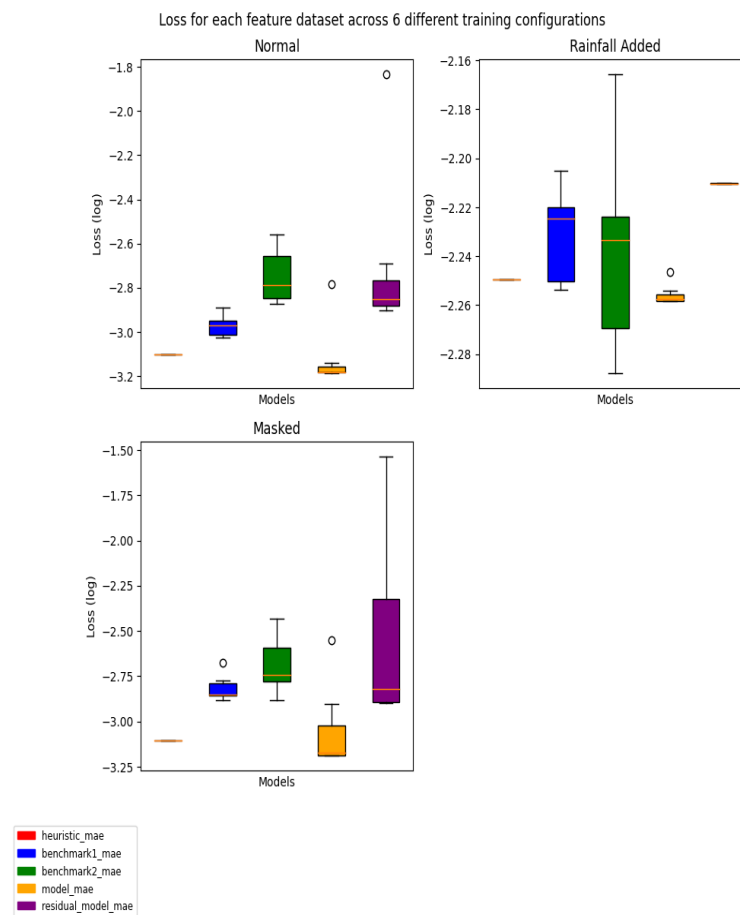 Loss for each feature dataset across 6 different training configurations
Normal
−1.8
−2.0
−2.2
−2.4
−2.6
−2.8
−3.0
−3.2
Loss (log)
Models
Rainfall Added
−2.16
−2.18
−2.20
−2.22
−2.24
−2.26
−2.28
Loss (log)
Models
Masked
−1.50
−1.75
−2.00
−2.25
−2.50
−2.75
−3.00
−3.25
Loss (log)
Models
heuristic_mae
benchmark1_mae
benchmark2_mae
model_mae
residual_model_mae